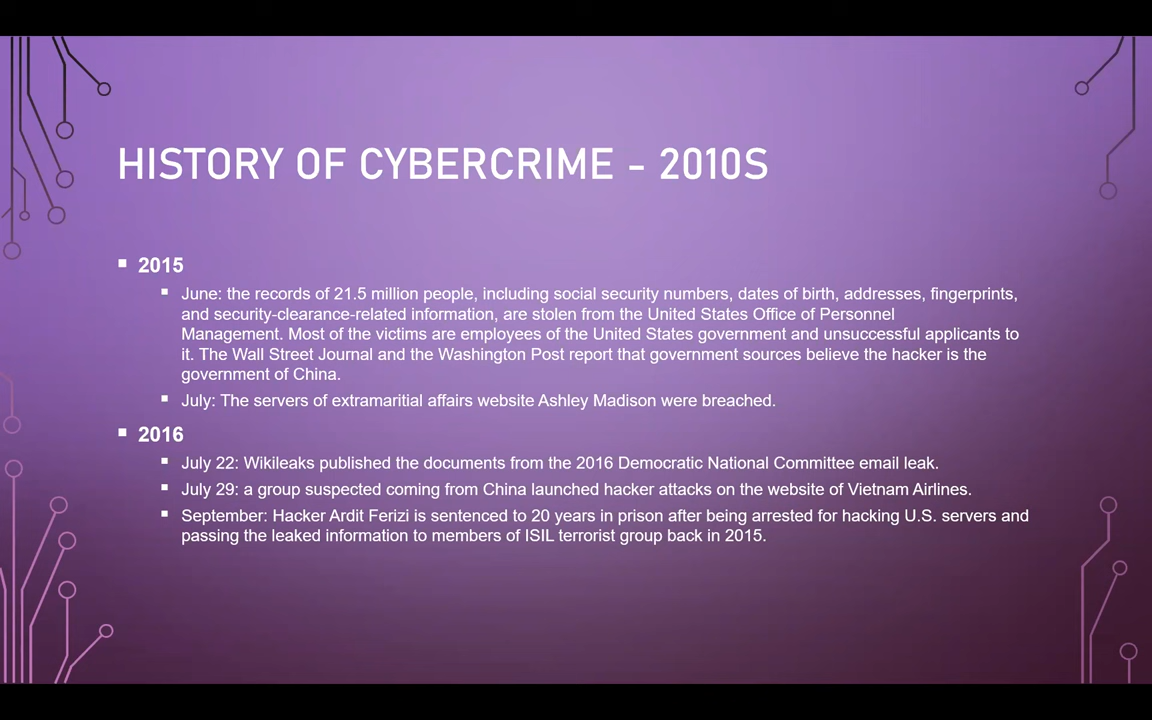 HISTORY OF CYBERCRIME - 2010S
▪ 2015
▪ June: the records of 21.5 million people, including social security numbers, dates of birth, addresses, fingerprints,
and security-clearance-related information, are stolen from the United States Office of Personnel
Management. Most of the victims are employees of the United States government and unsuccessful applicants to
it. The Wall Street Journal and the Washington Post report that government sources believe the hacker is the
government of China.
▪ July: The servers of extramaritial affairs website Ashley Madison were breached.
▪ 2016
▪ July 22: Wikileaks published the documents from the 2016 Democratic National Committee email leak.
▪ July 29: a group suspected coming from China launched hacker attacks on the website of Vietnam Airlines.
▪ September: Hacker Ardit Ferizi is sentenced to 20 years in prison after being arrested for hacking U.S. servers and
passing the leaked information to members of ISIL terrorist group back in 2015.